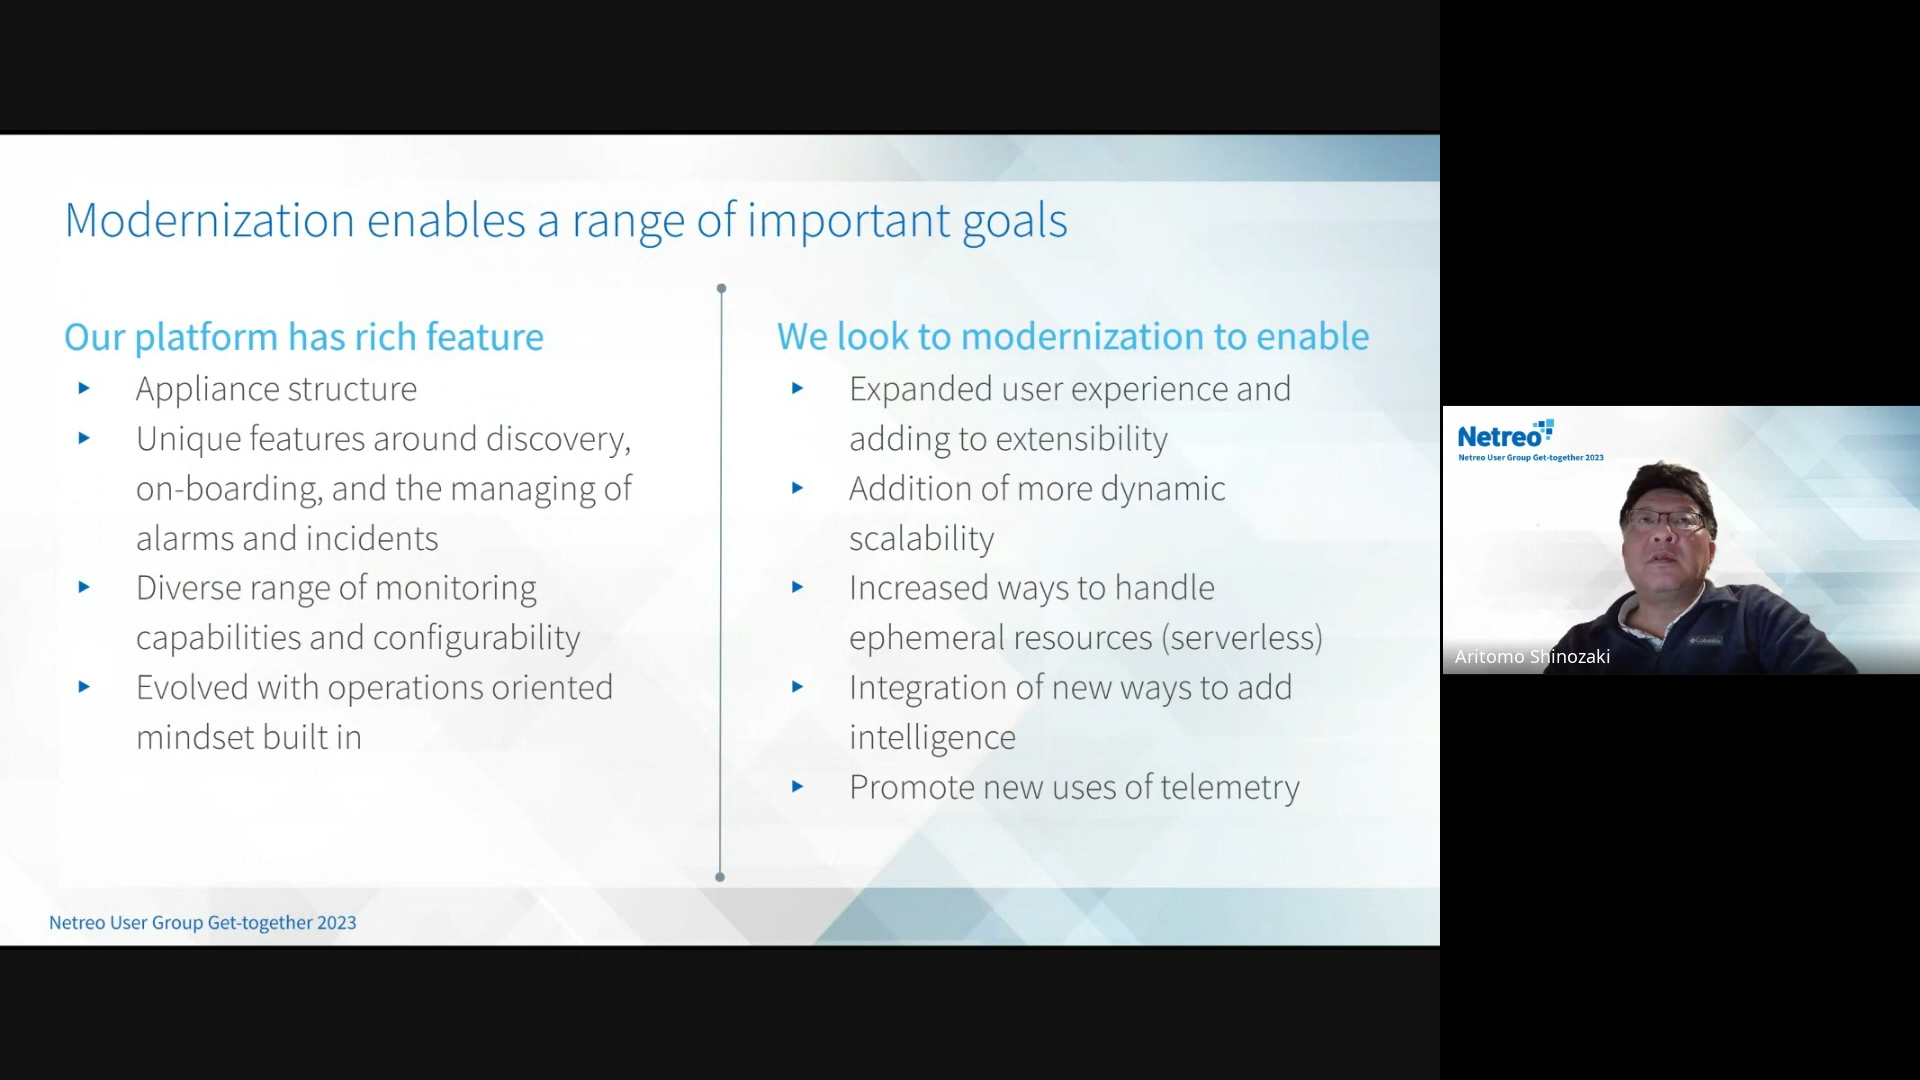 Modernization enables a range of important goals
Our platform has rich feature
Appliance structure
Unique features around discovery,
on-boarding, and the managing of
alarms and incidents
Diverse range of monitoring
capabilities and configurability
Evolved with operations oriented
mindset built in
We look to modernization to enable
Expanded user experience and
adding to extensibility
Addition of more dynamic
scalability
Increased ways to handle
ephemeral resources (serverless)
Integration of new ways to add
intelligence
Promote new uses of telemetry
Netreo User Group Get-together 2023
Netreo
Netreo User Group Get-together 2023
Columbia
Aritomo Shinozaki